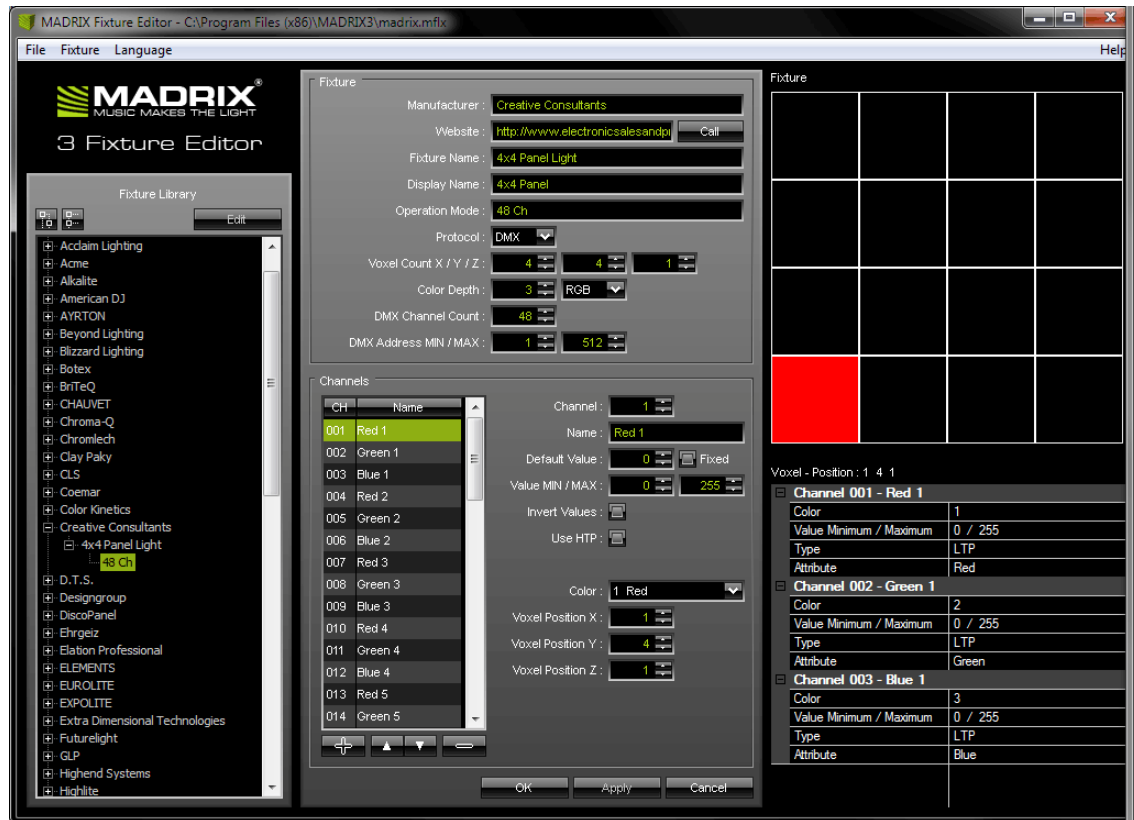 MADRIX Fixture Editor - C:\Program Files (x86)\MADRIX3\madrix.mflx
File Fixture Language Help
MADRIX®
MUSIC MAKES THE LIGHT
3 Fixture Editor
Fixture Library
Edit
Acclaim Lighting
Acme
Alkalite
American DJ
AYRTON
Beyond Lighting
Blizzard Lighting
Botex
BriTeQ
CHAUVET
Chroma-Q
Chromlech
Clay Paky
CLS
Coemar
Color Kinetics
Creative Consultants
4x4 Panel Light
48 Ch
D.T.S.
Designgroup
DiscoPanel
Ehrgeiz
Elation Professional
ELEMENTS
EUROLITE
EXPOLITE
Extra Dimensional Technologies
Futurelight
GLP
Highend Systems
Highlite
Fixture
Manufacturer : Creative Consultants
Website : http://www.electronicsalesandpr Call
Fixture Name : 4x4 Panel Light
Display Name : 4x4 Panel
Operation Mode : 48 Ch
Protocol : DMX
Voxel Count X / Y / Z : 4 4 1
Color Depth : 3 RGB
DMX Channel Count : 48
DMX Address MIN / MAX : 1 512
Channels
CH Name
001 Red 1
002 Green 1
003 Blue 1
004 Red 2
005 Green 2
006 Blue 2
007 Red 3
008 Green 3
009 Blue 3
010 Red 4
011 Green 4
012 Blue 4
013 Red 5
014 Green 5
Channel : 1
Name : Red 1
Default Value : 0 Fixed
Value MIN / MAX : 0 255
Invert Values :
Use HTP :
Color : 1 Red
Voxel Position X : 1
Voxel Position Y : 4
Voxel Position Z : 1
OK Apply Cancel
Fixture
Voxel - Position : 1 4 1
Channel 001 - Red 1
Color 1
Value Minimum / Maximum 0 / 255
Type LTP
Attribute Red
Channel 002 - Green 1
Color 2
Value Minimum / Maximum 0 / 255
Type LTP
Attribute Green
Channel 003 - Blue 1
Color 3
Value Minimum / Maximum 0 / 255
Type LTP
Attribute Blue